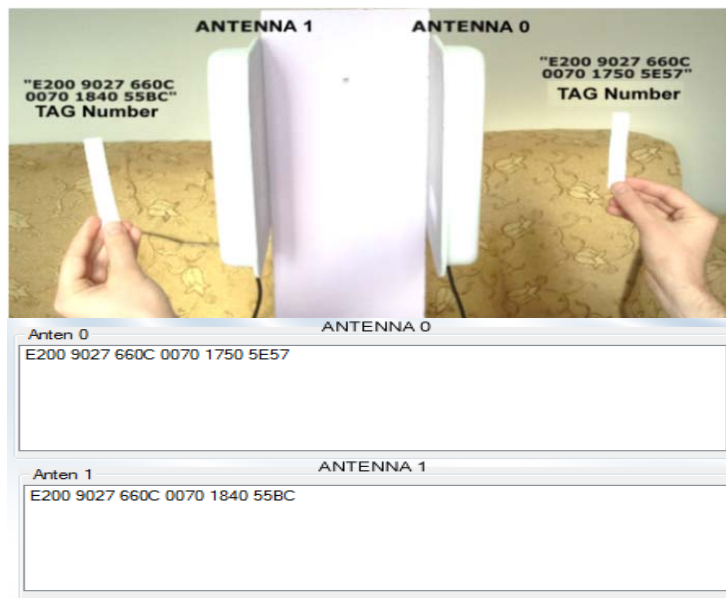 ANTENNA 1
ANTENNA 0
"E200 9027 660C
0070 1840 55BC"
TAG Number
"E200 9027 660C
0070 1750 5E57"
TAG Number
ANTENNA 0
Anten 0
E200 9027 660C 0070 1750 5E57
ANTENNA 1
Anten 1
E200 9027 660C 0070 1840 55BC